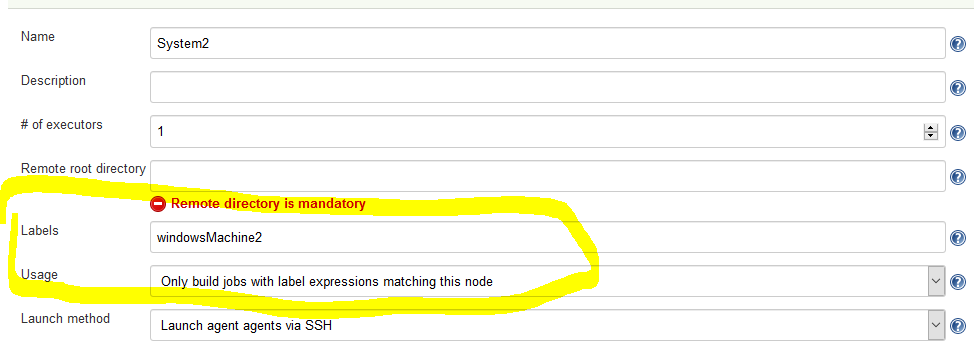 Name
System2
Description
# of executors
1
Remote root directory
Remote directory is mandatory
Labels
windowsMachine2
Usage
Only build jobs with label expressions matching this node
Launch method
Launch agent agents via SSH